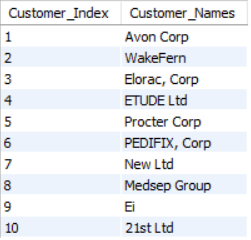 Customer_Index Customer_Names
1 Avon Corp
2 WakeFern
3 Elorac, Corp
4 ETUDE Ltd
5 Procter Corp
6 PEDIFIX, Corp
7 New Ltd
8 Medsep Group
9 Ei
10 21st Ltd